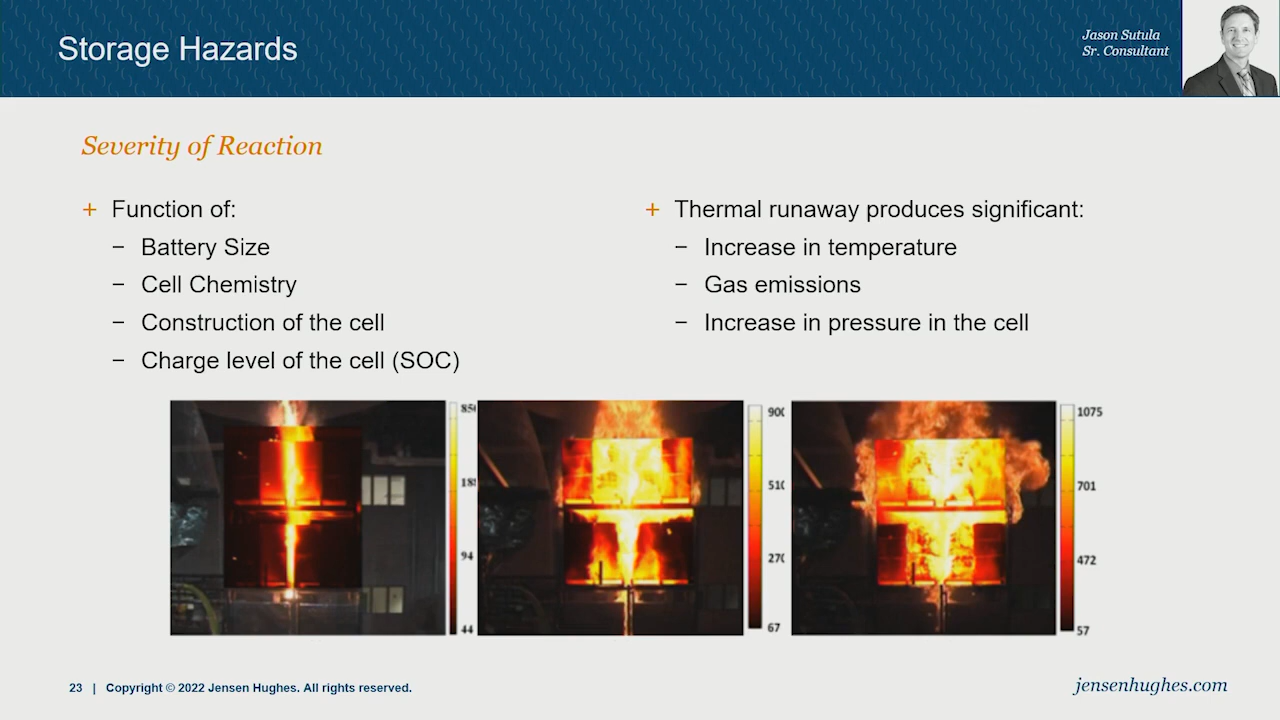 Storage Hazards
Jason Sutula
Sr. Consultant
Severity of Reaction
+ Function of:
− Battery Size
− Cell Chemistry
− Construction of the cell
− Charge level of the cell (SOC)
+ Thermal runaway produces significant:
− Increase in temperature
− Gas emissions
− Increase in pressure in the cell
94
44
67
1075
701
472
57
23 | Copyright © 2022 Jensen Hughes. All rights reserved.
jensenhughes.com